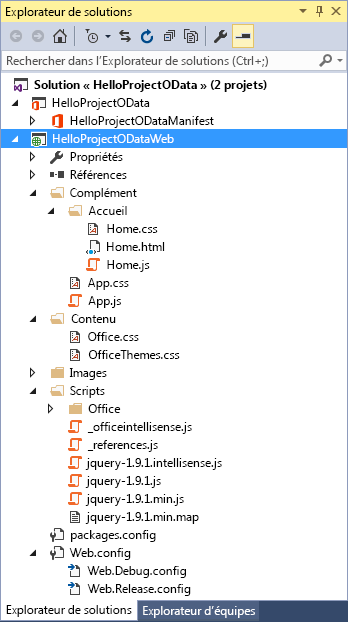 Explorateur de solutions
Rechercher dans l'Explorateur de solutions (Ctrl+;)
Solution « HelloProjectOData » (2 projets)
HelloProjectOData
HelloProjectODataManifest
HelloProjectODataWeb
Propriétés
Références
Complément
Accueil
Home.css
Home.html
Home.js
App.css
App.js
Contenu
Office.css
OfficeThemes.css
Images
Scripts
Office
_officeintellisense.js
_references.js
jquery-1.9.1.intellisense.js
jquery-1.9.1.js
jquery-1.9.1.min.js
jquery-1.9.1.min.map
packages.config
Web.config
Web.Debug.config
Web.Release.config
Explorateur de solutions Explorateur d'équipes